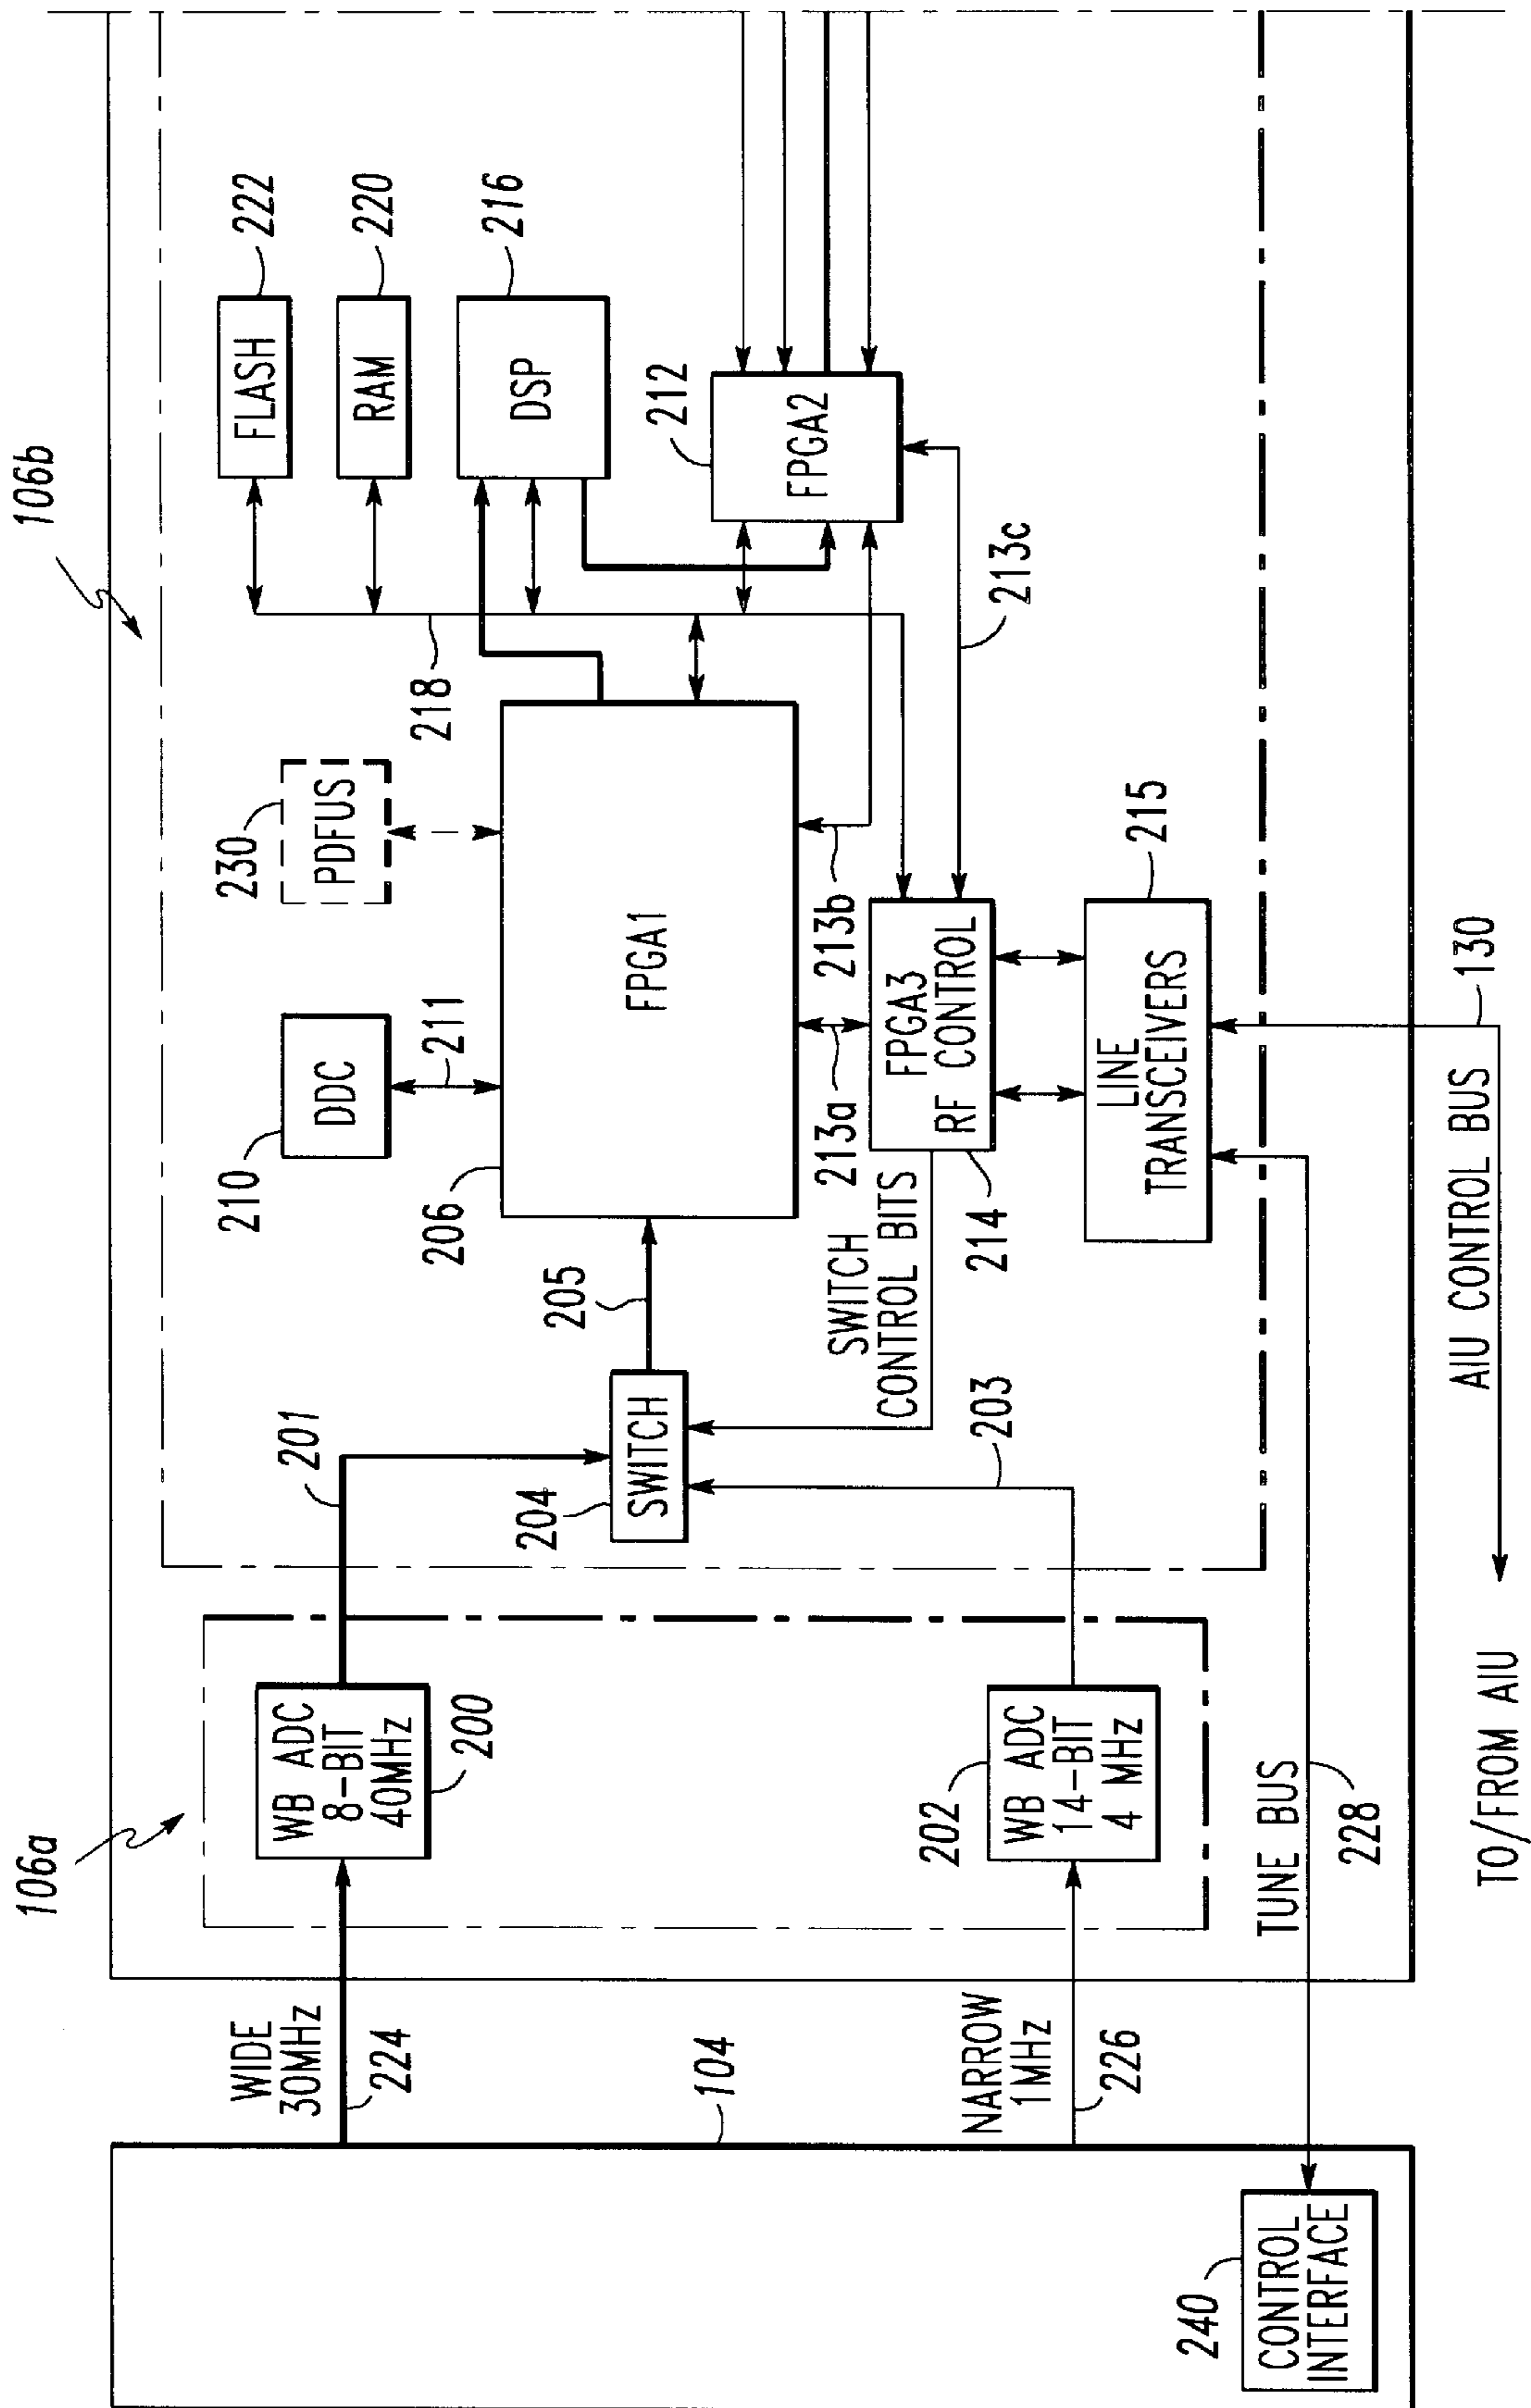 106b
222
FLASH
220
RAM
216
DSP
212
FPGA2
218
213c
230
PDFUS
213b
215
FPGA1
210
DDC
211
206
213a
FPGA3
RF CONTROL
214
LINE
TRANSCEIVERS
130
AIU CONTROL BUS
205
SWITCH
CONTROL BITS
201
204
SWITCH
203
106a
WB ADC
8-BIT
40MHz
200
202
WB ADC
14-BIT
4 MHz
TUNE BUS
228
TO/FROM AIU
WIDE
30MHz
224
NARROW
1MHz
226
104
240
CONTROL
INTERFACE